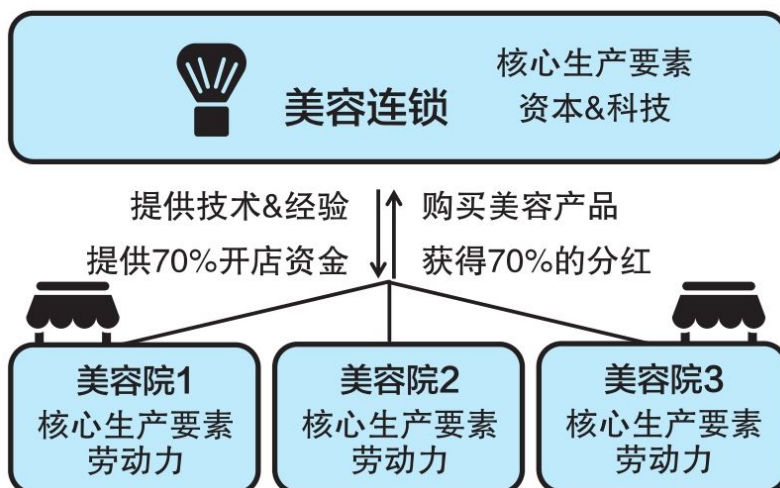 核心生产要素
美容连锁
资本&科技
提供技术&经验
购买美容产品
提供70%开店资金
获得70%的分红
美容院1
核心生产要素
劳动力
美容院2
核心生产要素
劳动力
美容院3
核心生产要素
劳动力